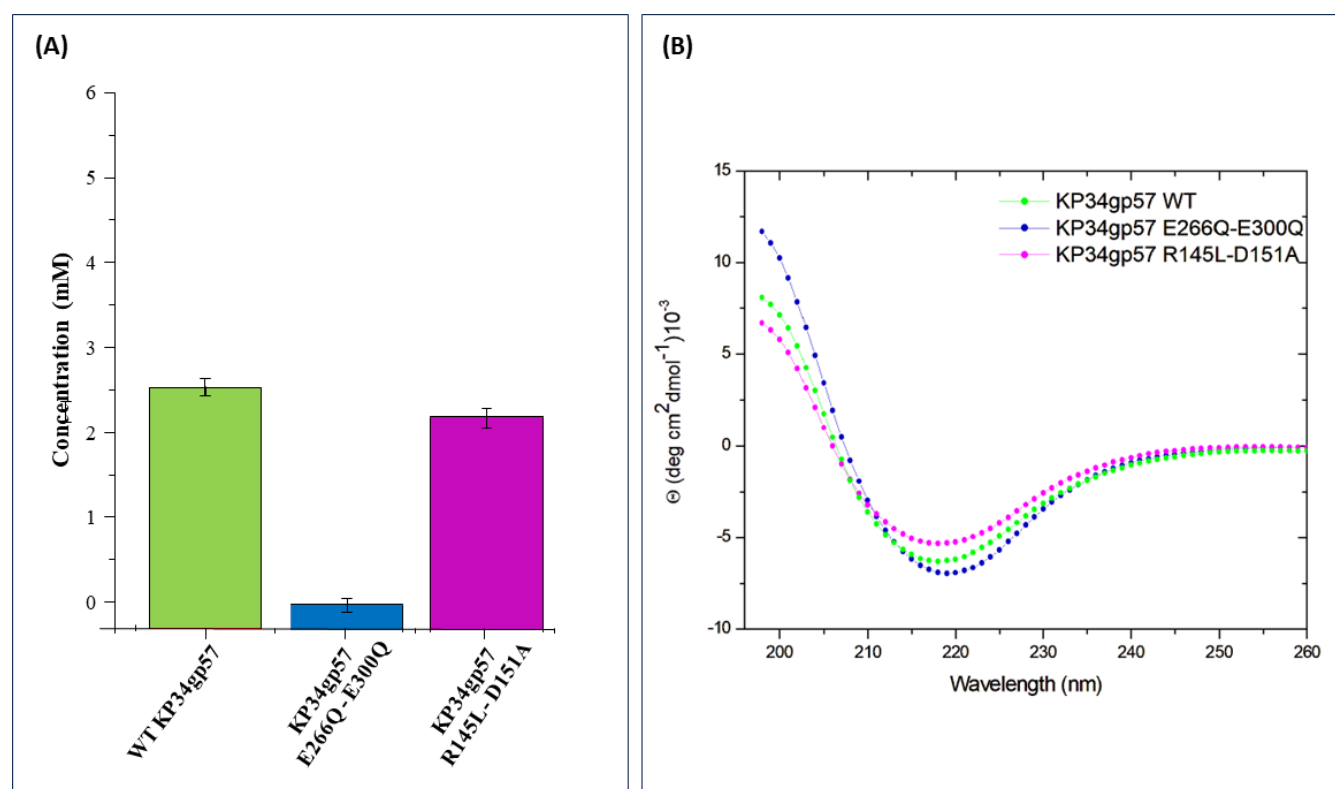 (A)
6
5
4
3
2
1
0
Concentration (mM)
WT KP34gp57
KP34gp57
E266Q - E300Q
KP34gp57
R145L - D151A
(B)
15
10
5
0
-5
-10
Θ (deg cm²dmol⁻¹)10⁻³
KP34gp57 WT
KP34gp57 E266Q-E300Q
KP34gp57 R145L-D151A
200 210 220 230 240 250 260
Wavelength (nm)